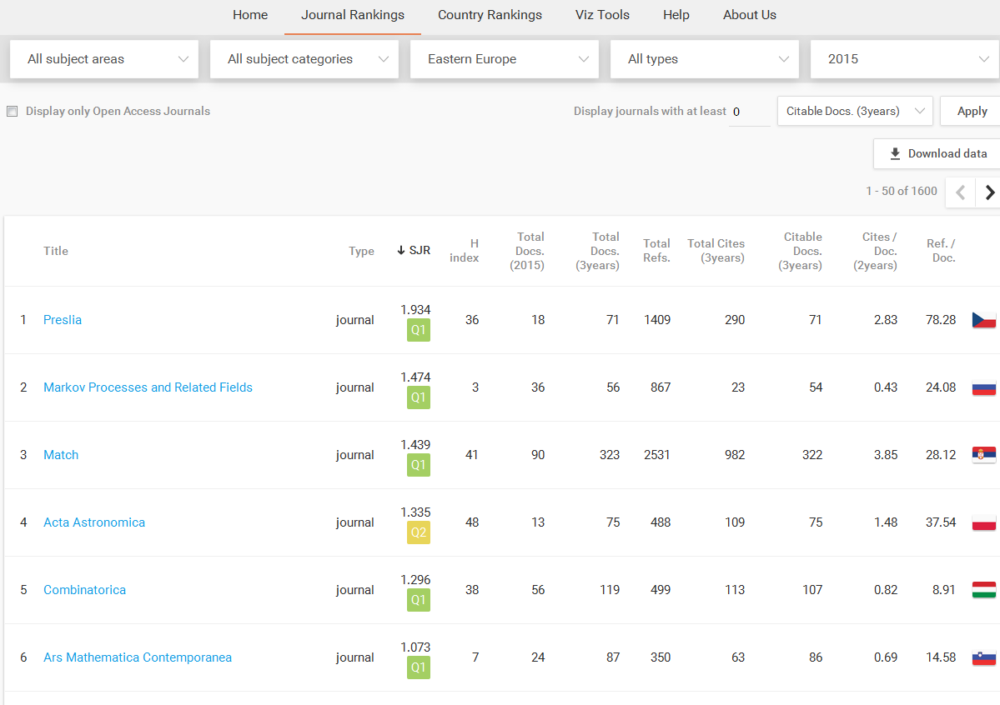 Home Journal Rankings Country Rankings Viz Tools Help About Us
All subject areas All subject categories Eastern Europe All types 2015
Display only Open Access Journals Display journals with at least 0 Citable Docs. (3years) Apply
Download data
1 - 50 of 1600
Title Type SJR H index Total Docs. (2015) Total Docs. (3years) Total Refs. Total Cites (3years) Citable Docs. (3years) Cites / Doc. (2years) Ref. / Doc.
1 Preslia journal 1.934 Q1 36 18 71 1409 290 71 2.83 78.28
2 Markov Processes and Related Fields journal 1.474 Q1 3 36 56 867 23 54 0.43 24.08
3 Match journal 1.439 Q1 41 90 323 2531 982 322 3.85 28.12
4 Acta Astronomica journal 1.335 Q2 48 13 75 488 109 75 1.48 37.54
5 Combinatorica journal 1.296 Q1 38 56 119 499 113 107 0.82 8.91
6 Ars Mathematica Contemporanea journal 1.073 Q1 7 24 87 350 63 86 0.69 14.58